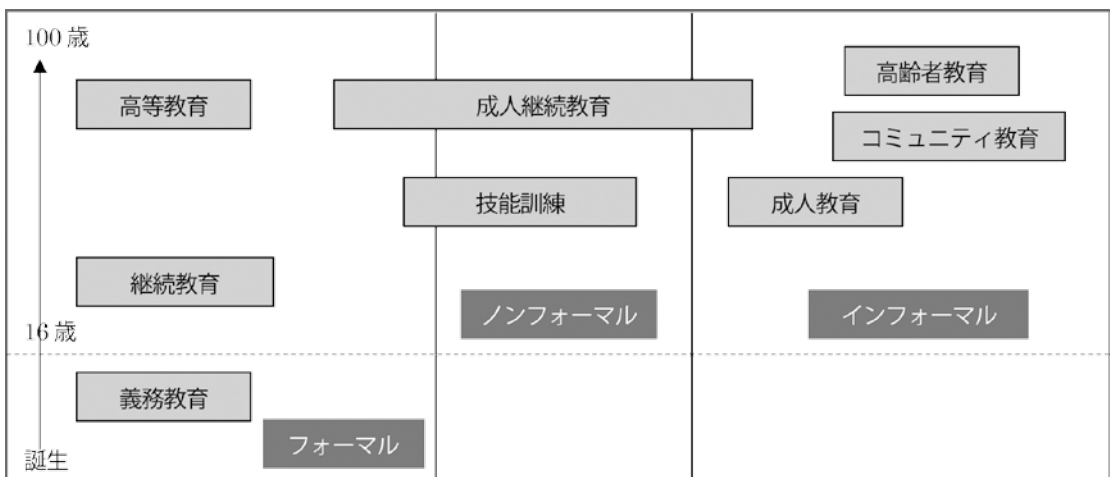 100 歳
高齢者教育
高等教育
成人継続教育
コミュニティ教育
技能訓練
成人教育
継続教育
ノンフォーマル
インフォーマル
16 歳
義務教育
フォーマル
誕生